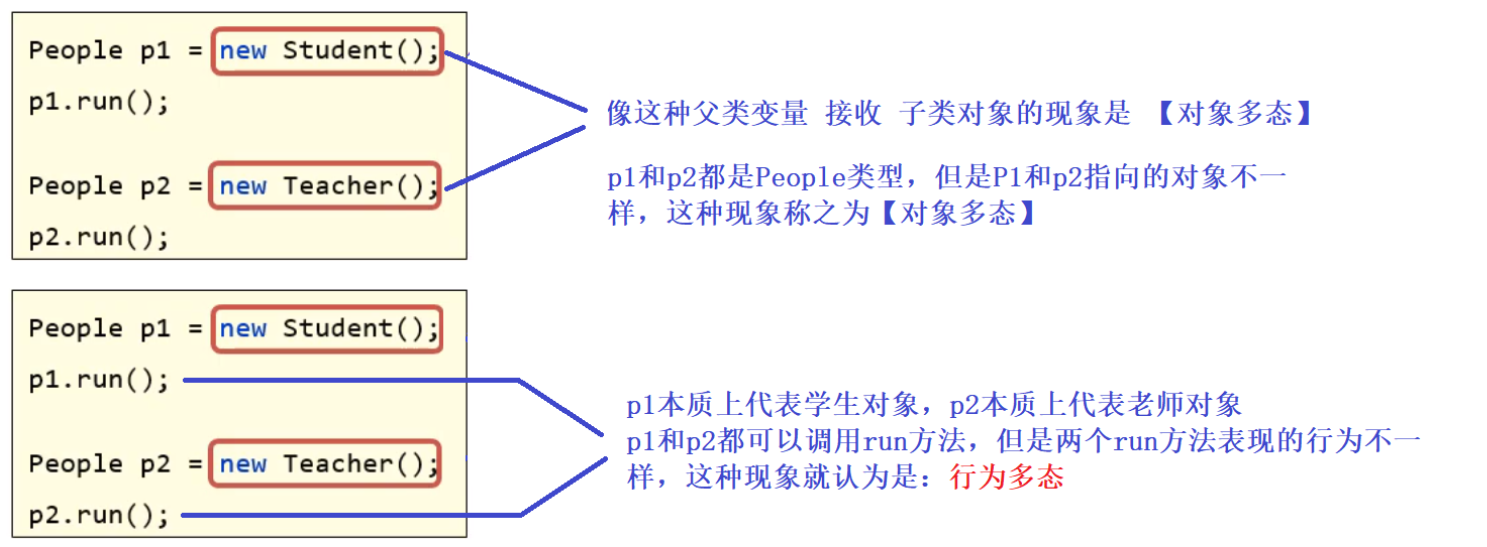 People p1 = new Student();
p1.run();
People p2 = new Teacher();
p2.run();
像这种父类变量 接收 子类对象的现象是 【对象多态】
p1和p2都是People类型，但是P1和p2指向的对象不一
样，这种现象称之为【对象多态】
People p1 = new Student();
p1.run();
People p2 = new Teacher();
p2.run();
p1本质上代表学生对象，p2本质上代表老师对象
p1和p2都可以调用run方法，但是两个run方法表现的行为不一
样，这种现象就认为是：行为多态